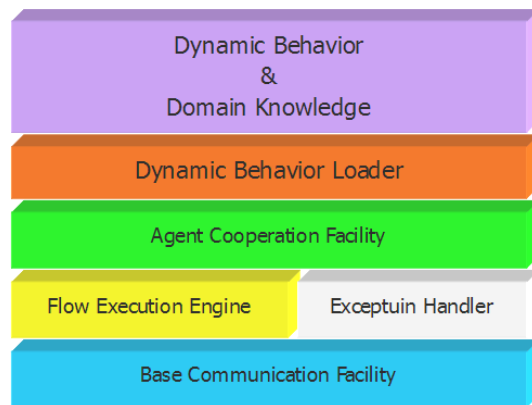 Dynamic Behavior
&
Domain Knowledge
Dynamic Behavior Loader
Agent Cooperation Facility
Flow Execution Engine
Exceptuin Handler
Base Communication Facility